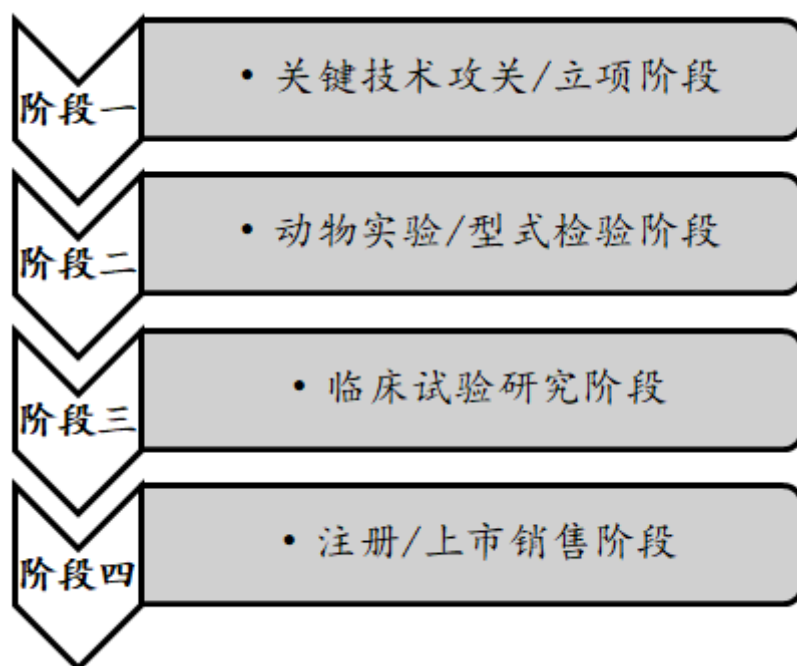 阶段一
• 关键技术攻关/立项阶段
阶段二
• 动物实验/型式检验阶段
阶段三
• 临床试验研究阶段
阶段四
• 注册/上市销售阶段